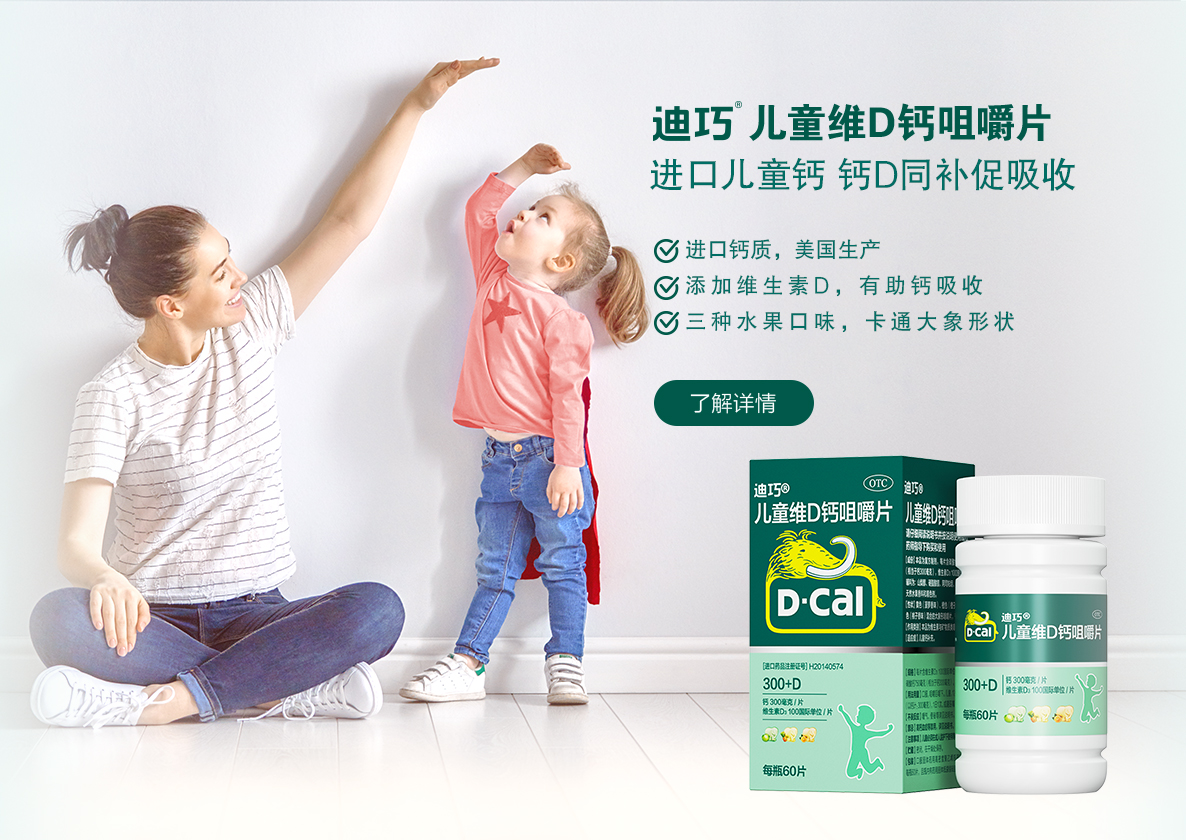 迪巧® 儿童维D钙咀嚼片
进口儿童钙 钙D同补促吸收
进口钙质，美国生产
添加维生素D，有助钙吸收
三种水果口味，卡通大象形状
了解详情
迪巧®
儿童维D钙咀嚼片
OTC
D·Cal
[进口药品注册证号] H20140574
300+D
钙 300毫克 / 片
维生素D₃ 100国际单位 / 片
每瓶60片
迪巧®
儿童维D钙咀
迪巧®
儿童维D钙咀嚼片
OTC
D·Cal
300+D
钙 300毫克 / 片
维生素D₃ 100国际单位 / 片
每瓶60片